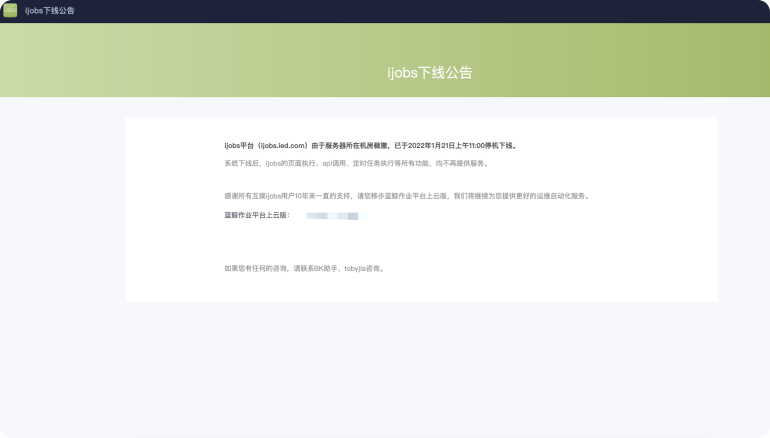 ijobs下线公告
ijobs下线公告
ijobs平台（ijobs.ied.com）由于服务器所在机房裁撤，已于2022年1月21日上午11:00停机下线。
系统下线后，ijobs的页面执行、api调用、定时任务执行等所有功能，均不再提供服务。
感谢所有互娱ijobs用户10年来一直的支持，请您移步蓝鲸作业平台上云版，我们将继续为您提供更好的运维自动化服务。
蓝鲸作业平台上云版：
如果您有任何的咨询，请联系BK助手、tobyjia咨询。